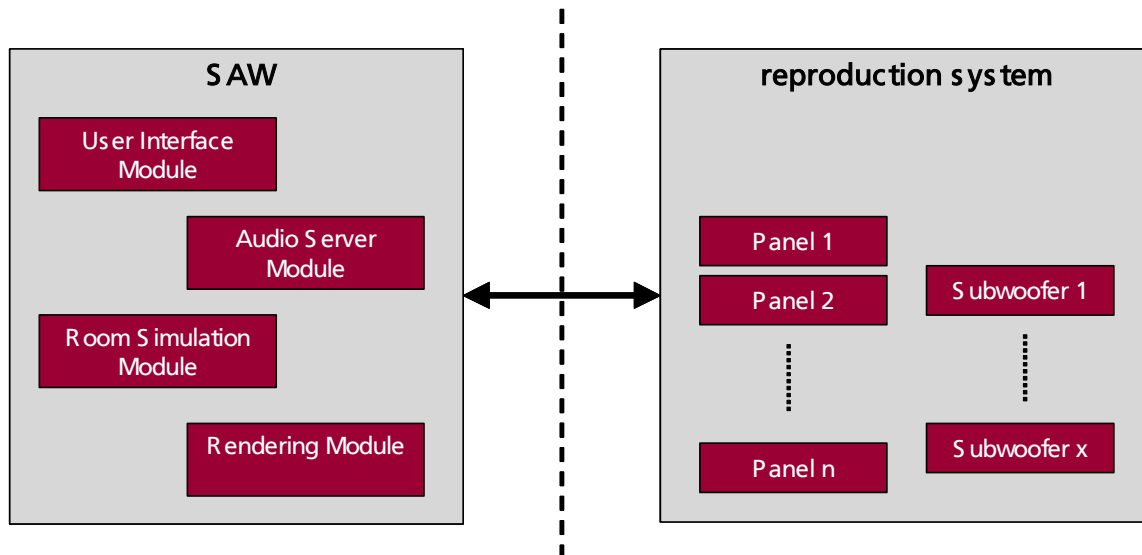 SAW
User Interface
Module
Audio Server
Module
Room Simulation
Module
Rendering Module
reproduction system
Panel 1
Panel 2
Panel n
Subwoofer 1
Subwoofer x